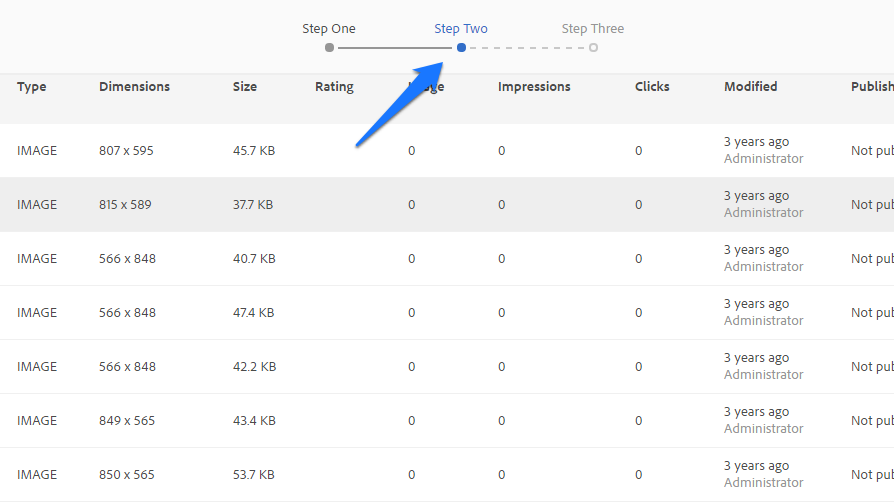 Step One Step Two Step Three
Type Dimensions Size Rating Impressions Clicks Modified Publish
IMAGE 807 x 595 45.7 KB 0 0 0 3 years ago Not pub
Administrator
IMAGE 815 x 589 37.7 KB 0 0 0 3 years ago Not pub
Administrator
IMAGE 566 x 848 40.7 KB 0 0 0 3 years ago Not pub
Administrator
IMAGE 566 x 848 47.4 KB 0 0 0 3 years ago Not pub
Administrator
IMAGE 566 x 848 42.2 KB 0 0 0 3 years ago Not pub
Administrator
IMAGE 849 x 565 43.4 KB 0 0 0 3 years ago Not pub
Administrator
IMAGE 850 x 565 53.7 KB 0 0 0 3 years ago Not pub
Administrator